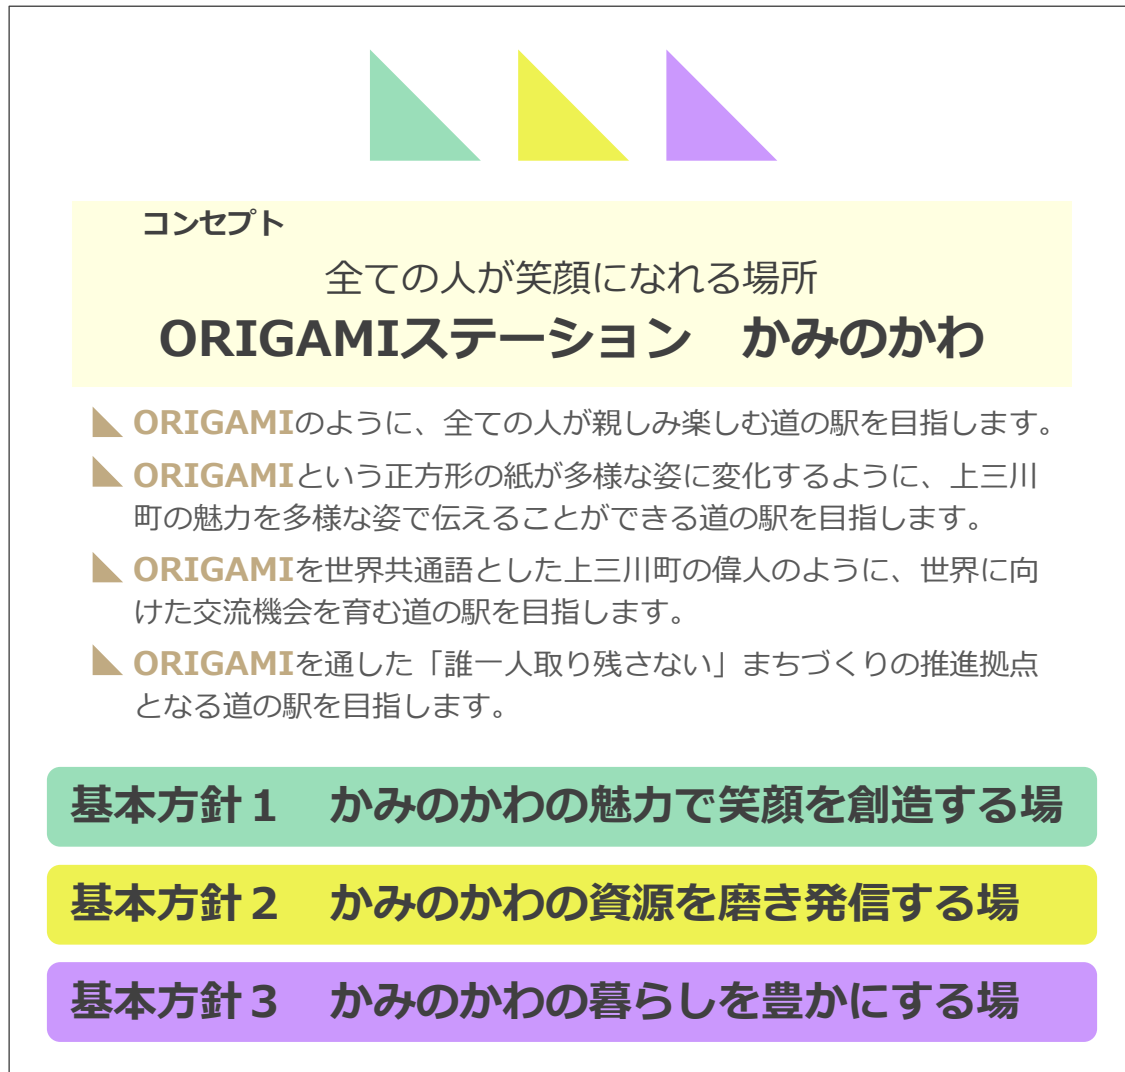 コンセプト
全ての人が笑顔になれる場所
ORIGAMIステーション　かみのかわ
ORIGAMIのように、全ての人が親しみ楽しむ道の駅を目指します。
ORIGAMIという正方形の紙が多様な姿に変化するように、上三川
町の魅力を多様な姿で伝えることができる道の駅を目指します。
ORIGAMIを世界共通語とした上三川町の偉人のように、世界に向
けた交流機会を育む道の駅を目指します。
ORIGAMIを通した「誰一人取り残さない」まちづくりの推進拠点
となる道の駅を目指します。
基本方針１　かみのかわの魅力で笑顔を創造する場
基本方針２　かみのかわの資源を磨き発信する場
基本方針３　かみのかわの暮らしを豊かにする場